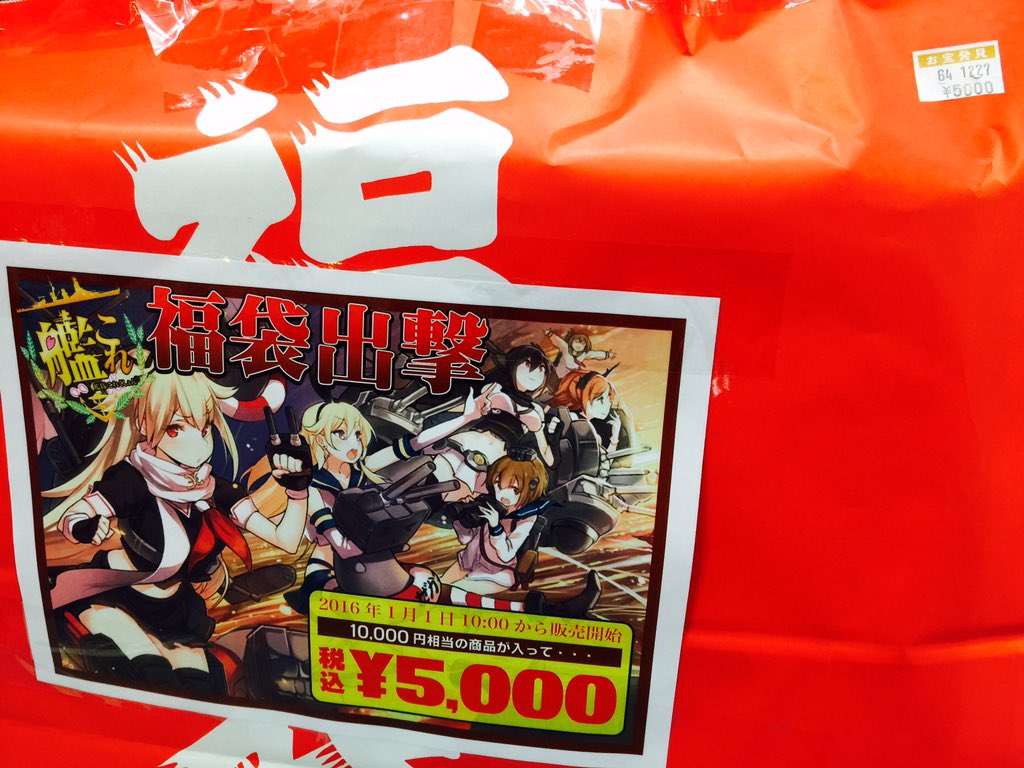 福
お宝発見
64 1227
¥5000
艦これ
福袋出撃
2016年1月1日10:00から販売開始
10,000円相当の商品が入って・・・
税込¥5,000